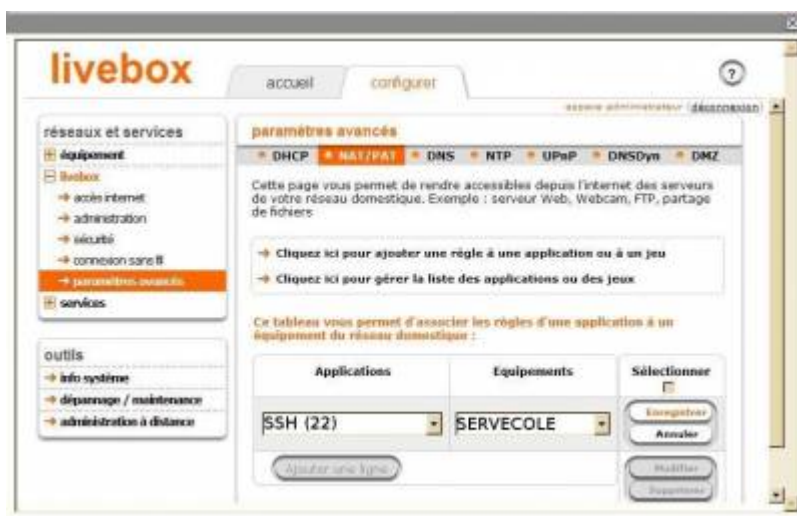 livebox
accueil
configurer
?
espace administrateur (déconnexion)
réseaux et services
équipement
livebox
accès internet
administration
sécurité
connexion sans fil
paramètres avancés
services
outils
info système
dépannage / maintenance
administration à distance
paramètres avancés
DHCP NAT/PAT DNS NTP UPnP DNSDyn DMZ
Cette page vous permet de rendre accessibles depuis l'internet des serveurs
de votre réseau domestique. Exemple : serveur Web, Webcam, FTP, partage
de fichiers
Cliquez ici pour ajouter une règle à une application ou à un jeu
Cliquez ici pour gérer la liste des applications ou des jeux
Ce tableau vous permet d'associer les règles d'une application à un
équipement du réseau domestique :
Applications Equipements Sélectionner
SSH (22) SERVECOLE
Enregistrer
Annuler
Ajouter une ligne
Modifier
Supprimer